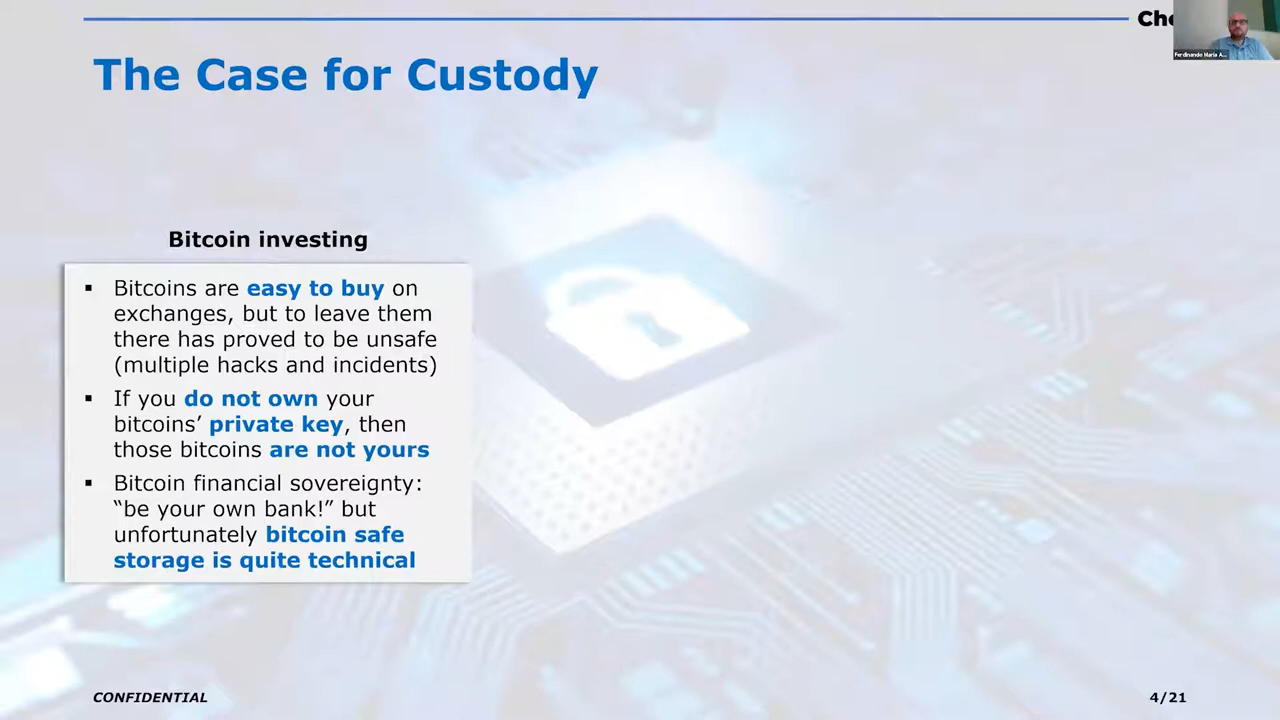 Che
Ferdinando Maria A...
The Case for Custody
Bitcoin investing
▪ Bitcoins are easy to buy on
exchanges, but to leave them
there has proved to be unsafe
(multiple hacks and incidents)
▪ If you do not own your
bitcoins’ private key, then
those bitcoins are not yours
▪ Bitcoin financial sovereignty:
“be your own bank!” but
unfortunately bitcoin safe
storage is quite technical
CONFIDENTIAL
4/21